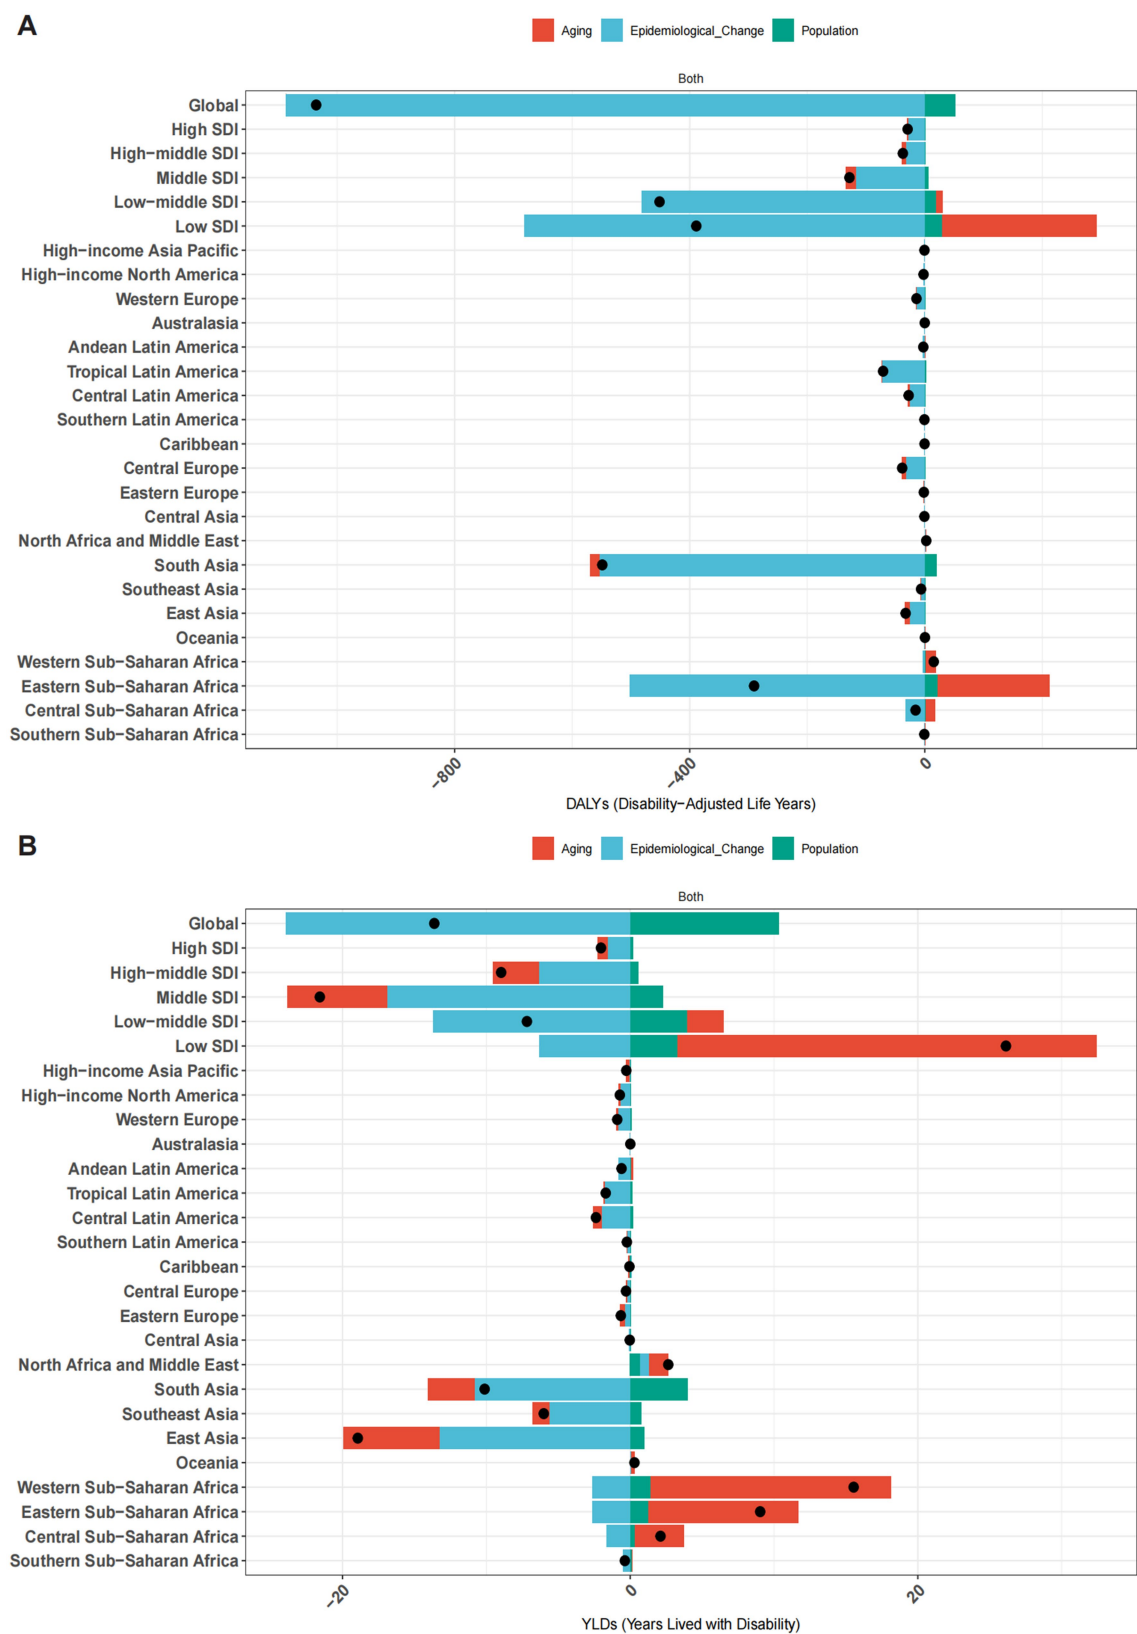 A
Aging Epidemiological_Change Population
Both
Global
High SDI
High-middle SDI
Middle SDI
Low-middle SDI
Low SDI
High-income Asia Pacific
High-income North America
Western Europe
Australasia
Andean Latin America
Tropical Latin America
Central Latin America
Southern Latin America
Caribbean
Central Europe
Eastern Europe
Central Asia
North Africa and Middle East
South Asia
Southeast Asia
East Asia
Oceania
Western Sub-Saharan Africa
Eastern Sub-Saharan Africa
Central Sub-Saharan Africa
Southern Sub-Saharan Africa
-800 -400 0
DALYs (Disability-Adjusted Life Years)
B
Aging Epidemiological_Change Population
Both
Global
High SDI
High-middle SDI
Middle SDI
Low-middle SDI
Low SDI
High-income Asia Pacific
High-income North America
Western Europe
Australasia
Andean Latin America
Tropical Latin America
Central Latin America
Southern Latin America
Caribbean
Central Europe
Eastern Europe
Central Asia
North Africa and Middle East
South Asia
Southeast Asia
East Asia
Oceania
Western Sub-Saharan Africa
Eastern Sub-Saharan Africa
Central Sub-Saharan Africa
Southern Sub-Saharan Africa
-20 0 20
YLDs (Years Lived with Disability)